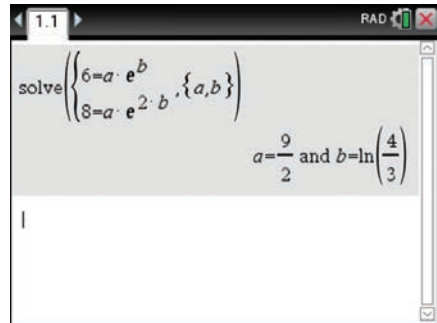 1.1 RAD
solve({6=a· e^b
8=a· e^(2· b) ,{a,b})
a=9/2 and b=ln(4/3)